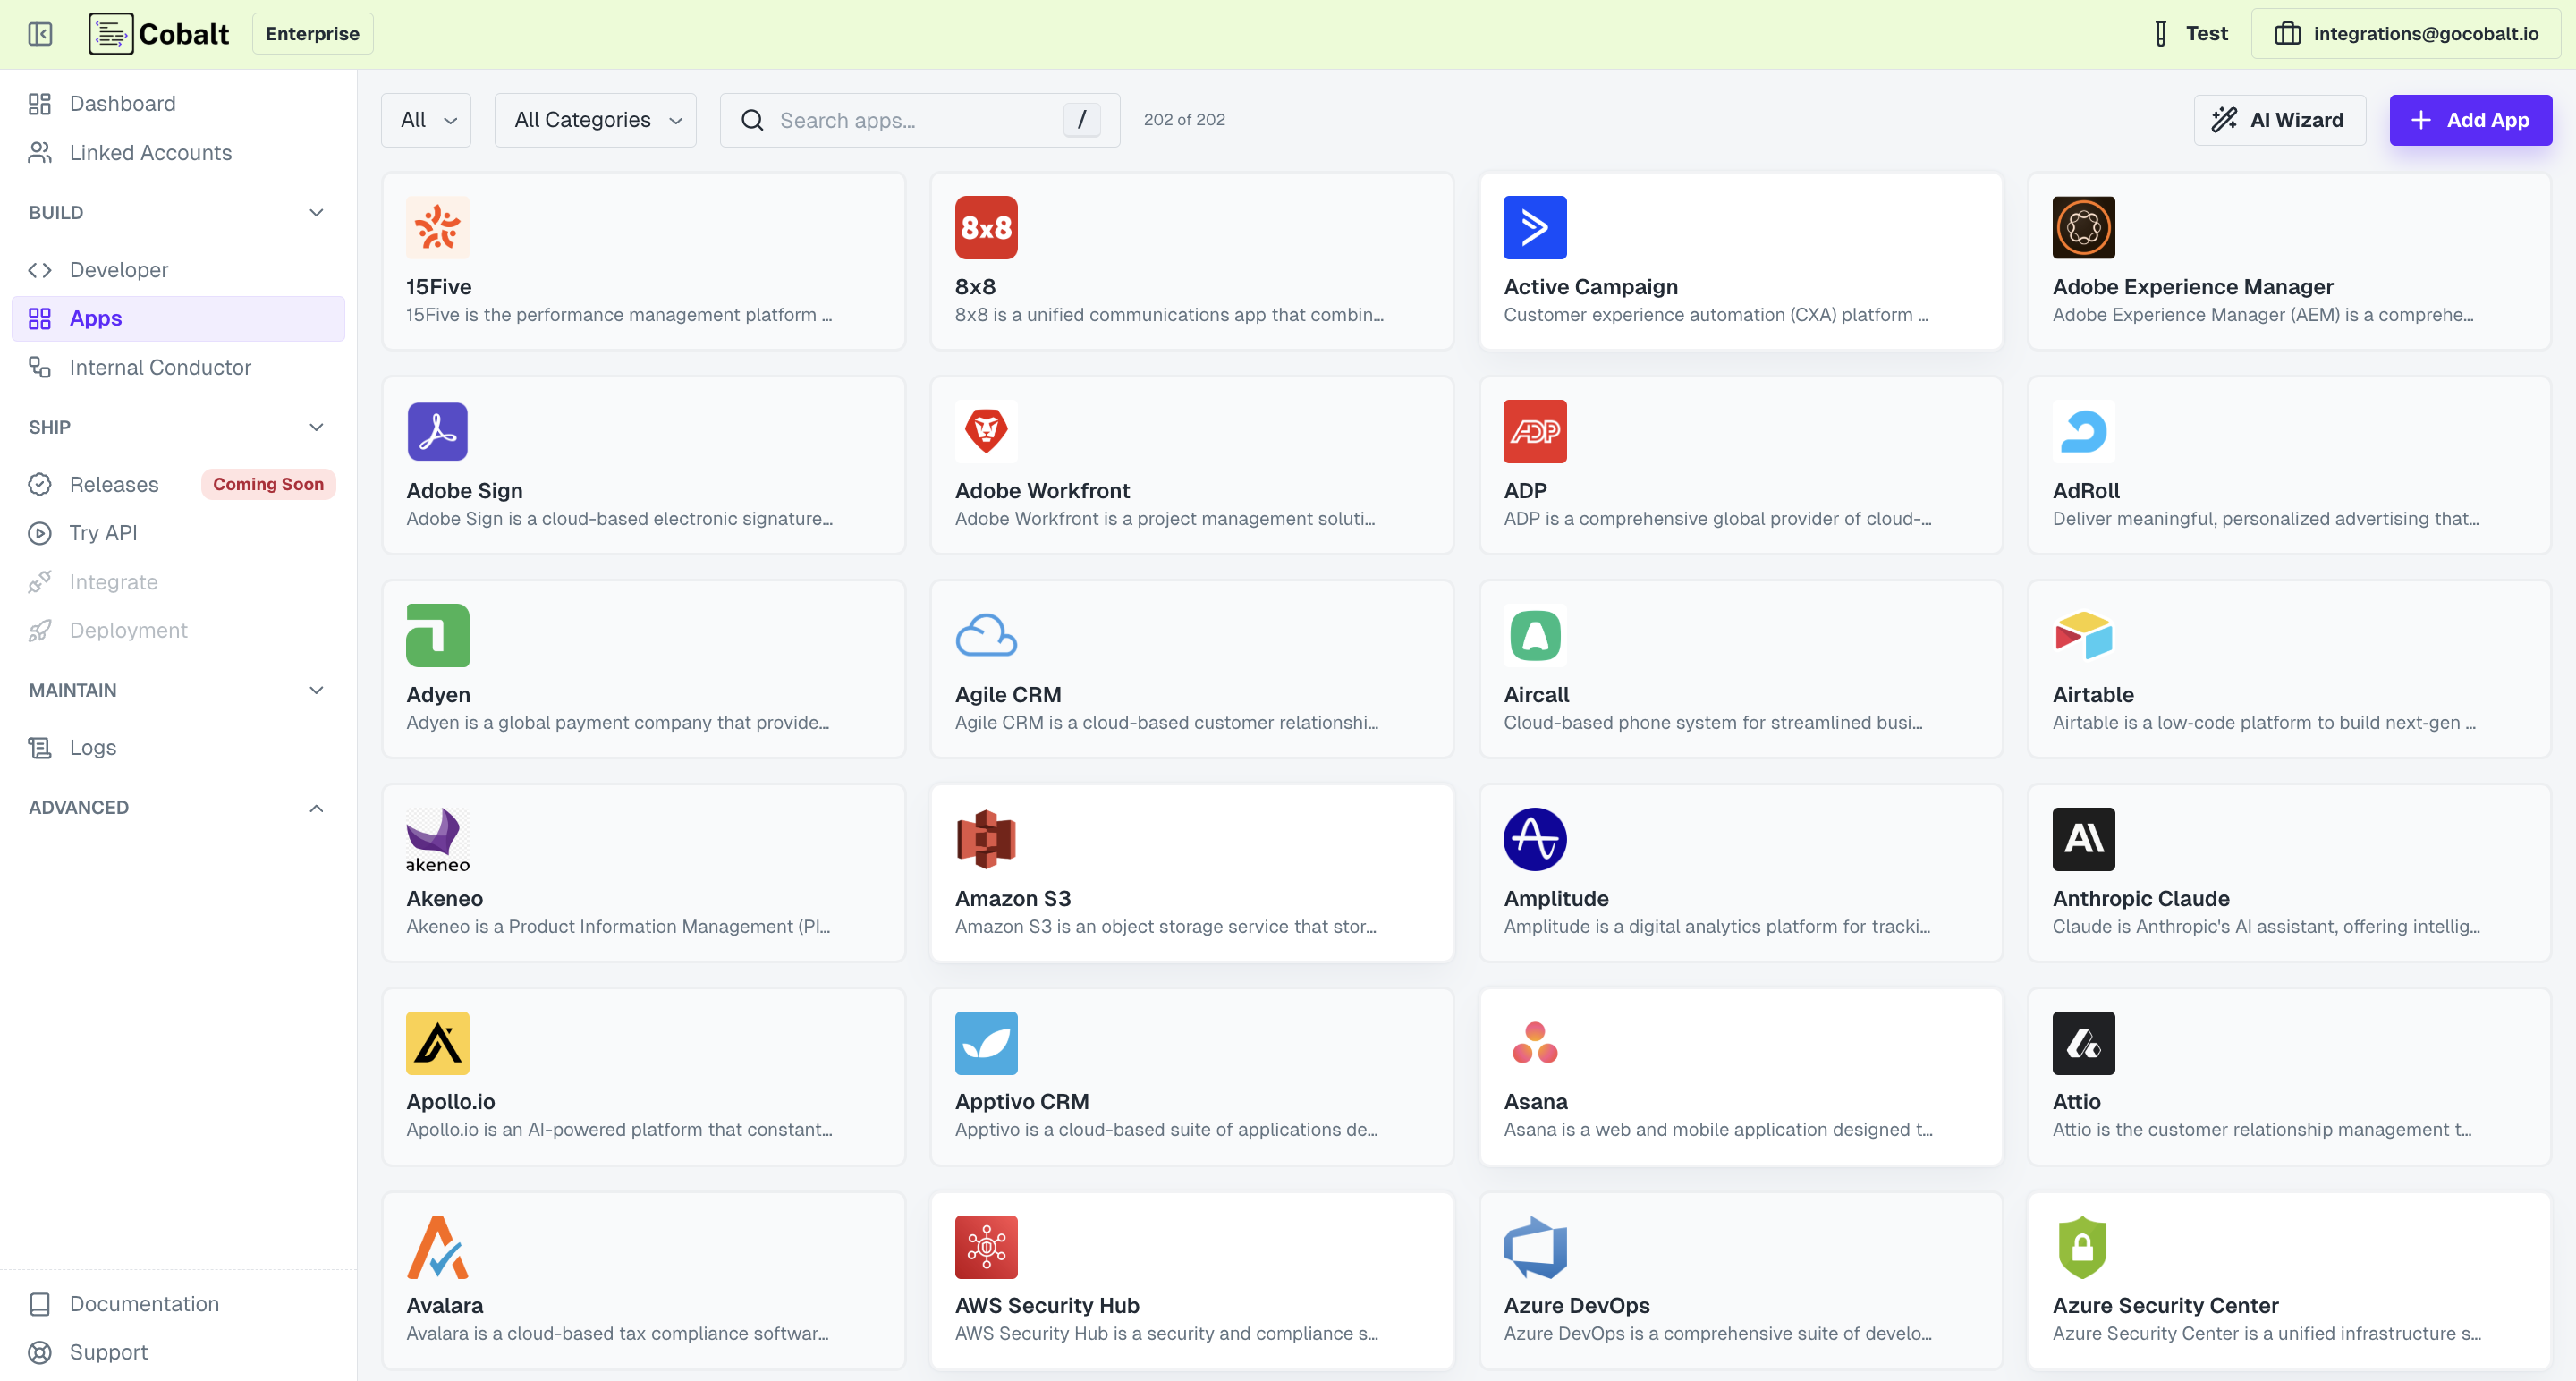 Cobalt
Enterprise
Test
integrations@gocobalt.io
Dashboard
Linked Accounts
BUILD
Developer
Apps
Internal Conductor
SHIP
Releases
Coming Soon
Try API
Integrate
Deployment
MAINTAIN
Logs
ADVANCED
Documentation
Support
All
All Categories
Search apps...
/
202 of 202
AI Wizard
Add App
15Five
15Five is the performance management platform ...
8x8
8x8
8x8 is a unified communications app that combin...
Active Campaign
Customer experience automation (CXA) platform ...
Adobe Experience Manager
Adobe Experience Manager (AEM) is a comprehe...
Adobe Sign
Adobe Sign is a cloud-based electronic signature...
Adobe Workfront
Adobe Workfront is a project management soluti...
ADP
ADP
ADP is a comprehensive global provider of cloud-...
AdRoll
Deliver meaningful, personalized advertising that...
Adyen
Adyen is a global payment company that provide...
Agile CRM
Agile CRM is a cloud-based customer relationshi...
Aircall
Cloud-based phone system for streamlined busi...
Airtable
Airtable is a low-code platform to build next-gen ...
akeneo
Akeneo
Akeneo is a Product Information Management (PI...
Amazon S3
Amazon S3 is an object storage service that stor...
Amplitude
Amplitude is a digital analytics platform for tracki...
AI
Anthropic Claude
Claude is Anthropic's AI assistant, offering intellig...
Apollo.io
Apollo.io is an AI-powered platform that constant...
Apptivo CRM
Apptivo is a cloud-based suite of applications de...
Asana
Asana is a web and mobile application designed t...
Attio
Attio is the customer relationship management t...
Avalara
Avalara is a cloud-based tax compliance softwar...
AWS Security Hub
AWS Security Hub is a security and compliance s...
Azure DevOps
Azure DevOps is a comprehensive suite of develo...
Azure Security Center
Azure Security Center is a unified infrastructure s...